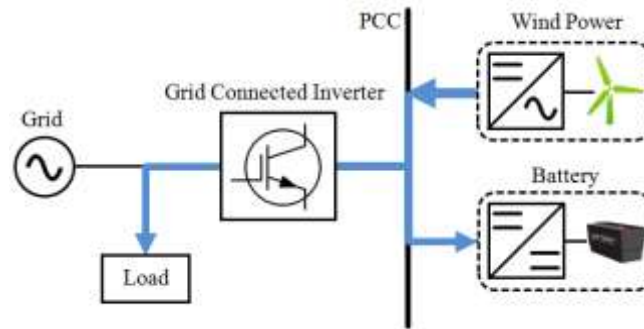 PCC
Wind Power
Grid Connected Inverter
Grid
Battery
Load